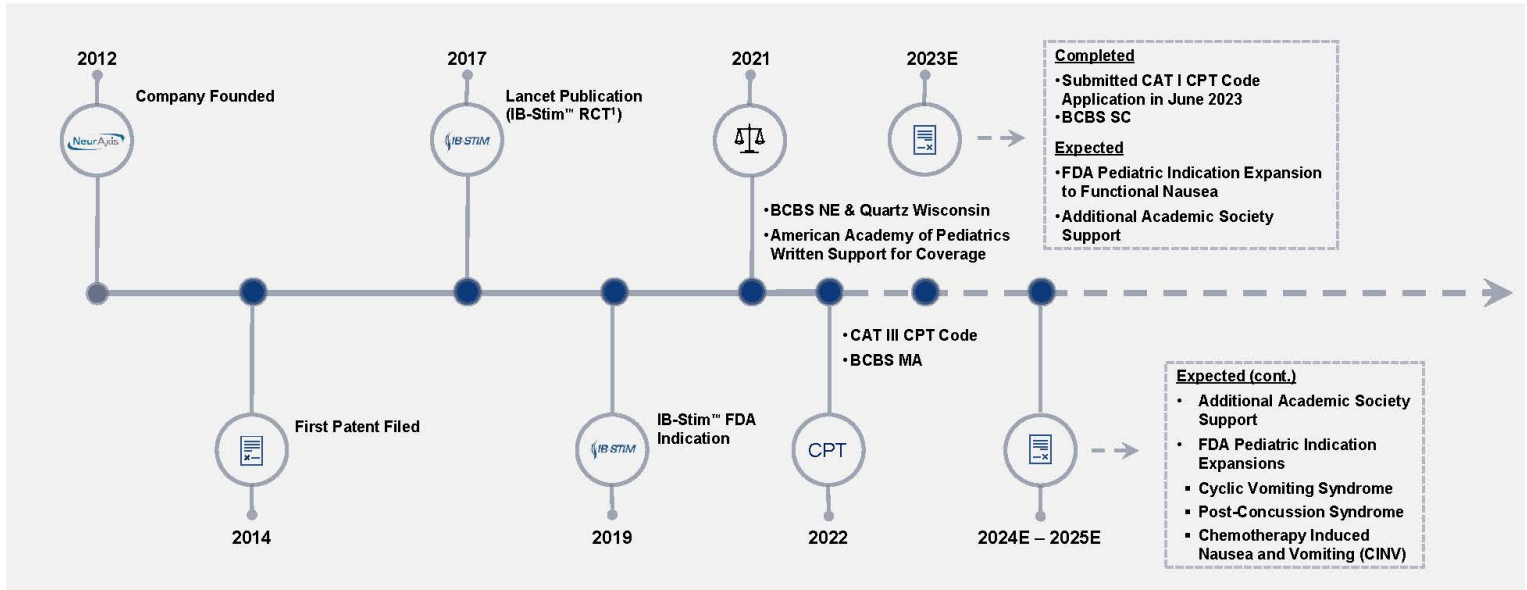 2012
Company Founded
NeurAxis
2017
Lancet Publication
(IB-Stim™ RCT¹)
IB-STIM
2021
•BCBS NE & Quartz Wisconsin
•American Academy of Pediatrics
Written Support for Coverage
2023E
Completed
•Submitted CAT I CPT Code
Application in June 2023
•BCBS SC
Expected
•FDA Pediatric Indication Expansion
to Functional Nausea
•Additional Academic Society
Support
First Patent Filed
2014
IB-Stim™ FDA
Indication
IB-STIM
2019
•CAT III CPT Code
•BCBS MA
CPT
2022
2024E – 2025E
Expected (cont.)
• Additional Academic Society
Support
• FDA Pediatric Indication
Expansions
▪ Cyclic Vomiting Syndrome
▪ Post-Concussion Syndrome
▪ Chemotherapy Induced
Nausea and Vomiting (CINV)